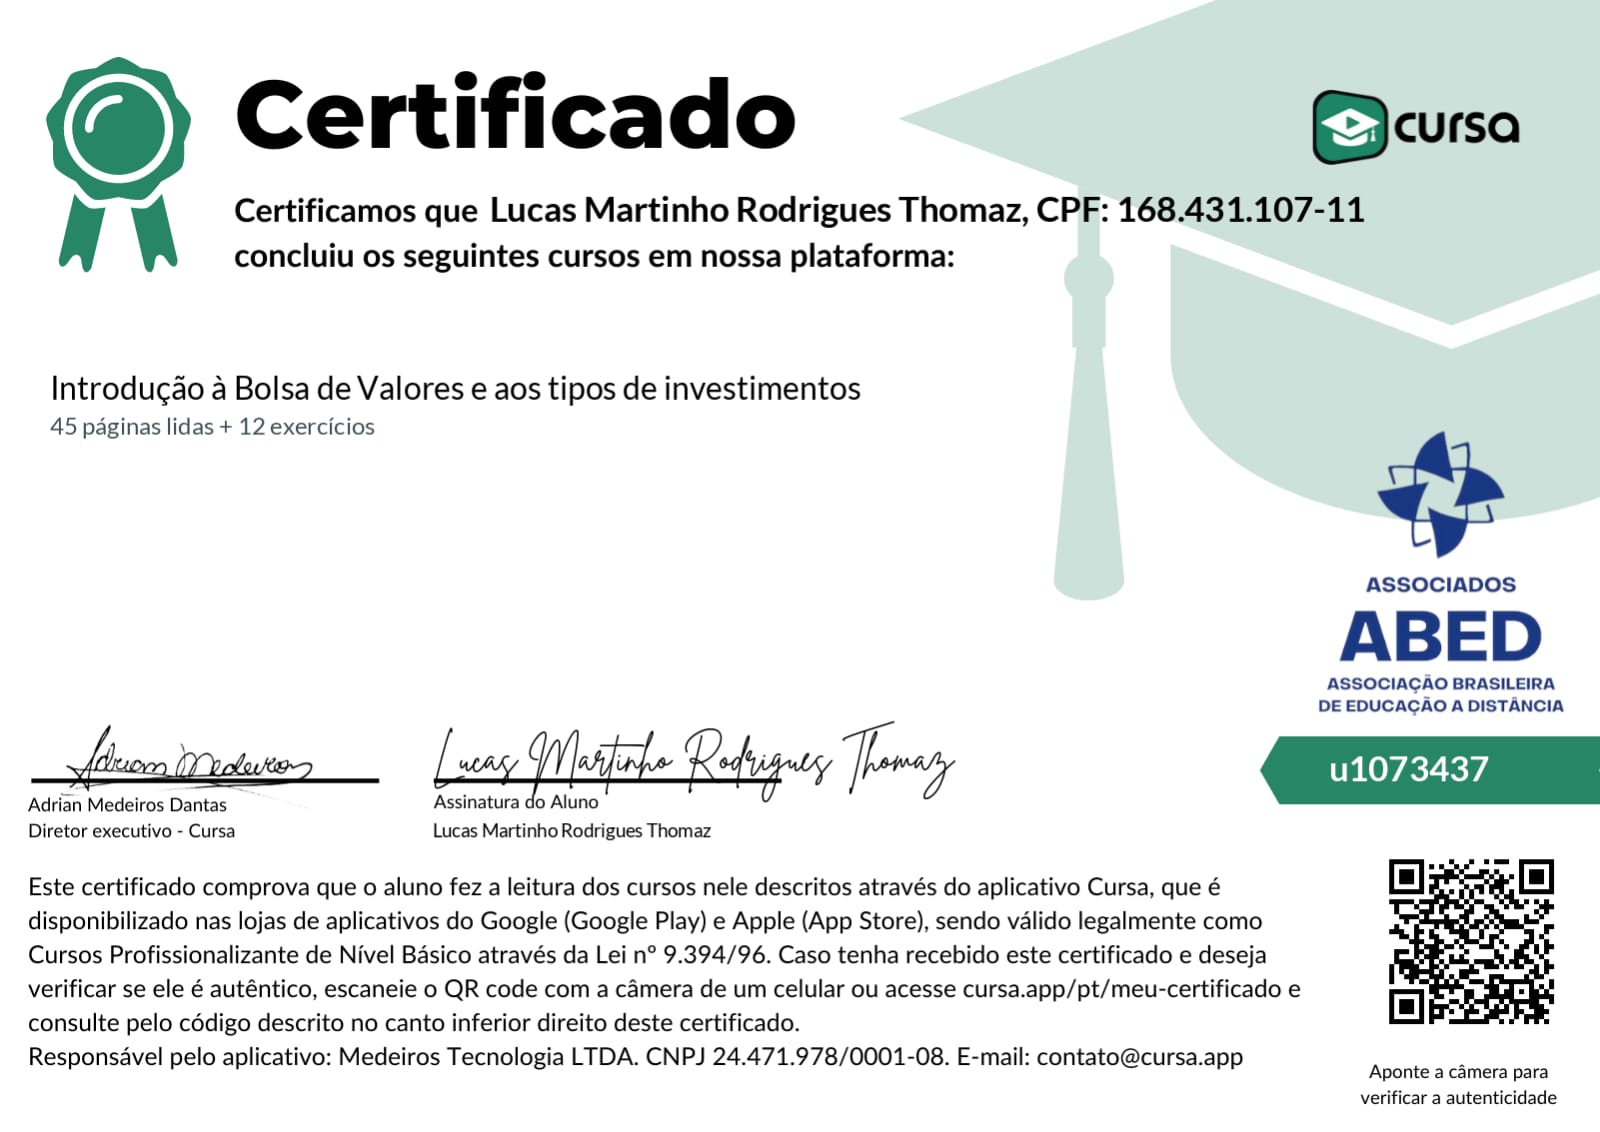 Certificado
cursa
Certificamos que Lucas Martinho Rodrigues Thomaz, CPF: 168.431.107-11
concluiu os seguintes cursos em nossa plataforma:
Introdução à Bolsa de Valores e aos tipos de investimentos
45 páginas lidas + 12 exercícios
ASSOCIADOS
ABED
ASSOCIAÇÃO BRASILEIRA
DE EDUCAÇÃO A DISTÂNCIA
Adrian Medeiros
Lucas Martinho Rodrigues Thomaz
u1073437
Adrian Medeiros Dantas
Diretor executivo - Cursa
Assinatura do Aluno
Lucas Martinho Rodrigues Thomaz
Este certificado comprova que o aluno fez a leitura dos cursos nele descritos através do aplicativo Cursa, que é
disponibilizado nas lojas de aplicativos do Google (Google Play) e Apple (App Store), sendo válido legalmente como
Cursos Profissionalizante de Nível Básico através da Lei nº 9.394/96. Caso tenha recebido este certificado e deseja
verificar se ele é autêntico, escaneie o QR code com a câmera de um celular ou acesse cursa.app/pt/meu-certificado e
consulte pelo código descrito no canto inferior direito deste certificado.
Responsável pelo aplicativo: Medeiros Tecnologia LTDA. CNPJ 24.471.978/0001-08. E-mail: contato@cursa.app
Aponte a câmera para
verificar a autenticidade